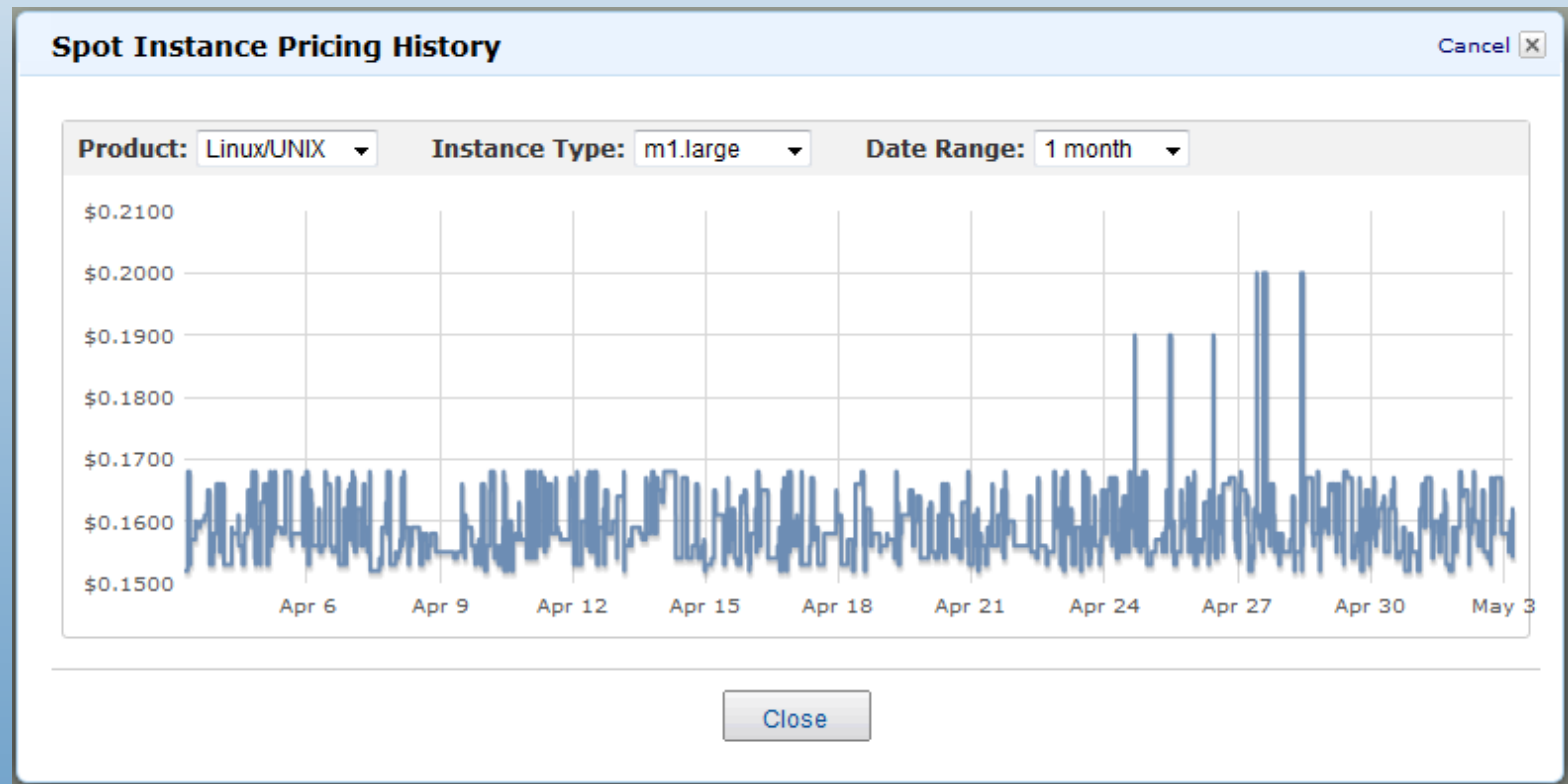 Spot Instance Pricing History
Cancel
Product: Linux/UNIX Instance Type: m1.large Date Range: 1 month
$0.2100
$0.2000
$0.1900
$0.1800
$0.1700
$0.1600
$0.1500
Apr 6 Apr 9 Apr 12 Apr 15 Apr 18 Apr 21 Apr 24 Apr 27 Apr 30 May 3
Close